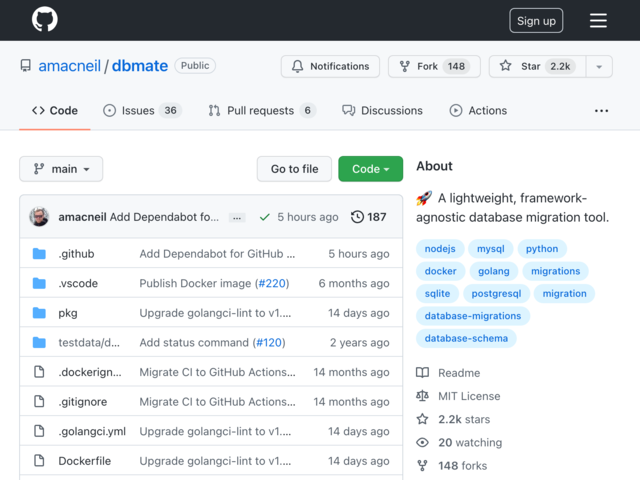 Sign up
amacneil / dbmate Public
Notifications Fork 148 Star 2.2k
Code Issues 36 Pull requests 6 Discussions Actions ...
main Go to file Code
amacneil Add Dependabot fo... ... 5 hours ago 187
.github Add Dependabot for GitHub ... 5 hours ago
.vscode Publish Docker image (#220) 6 months ago
pkg Upgrade golangci-lint to v1.... 14 days ago
testdata/d... Add status command (#120) 2 years ago
.dockerign... Migrate CI to GitHub Actions... 14 months ago
.gitignore Migrate CI to GitHub Actions... 14 months ago
.golangci.yml Upgrade golangci-lint to v1.... 14 days ago
Dockerfile Upgrade golangci-lint to v1.... 14 days ago
About
🚀 A lightweight, framework-
agnostic database migration tool.
nodejs mysql python
docker golang migrations
sqlite postgresql migration
database-migrations
database-schema
Readme
MIT License
2.2k stars
20 watching
148 forks